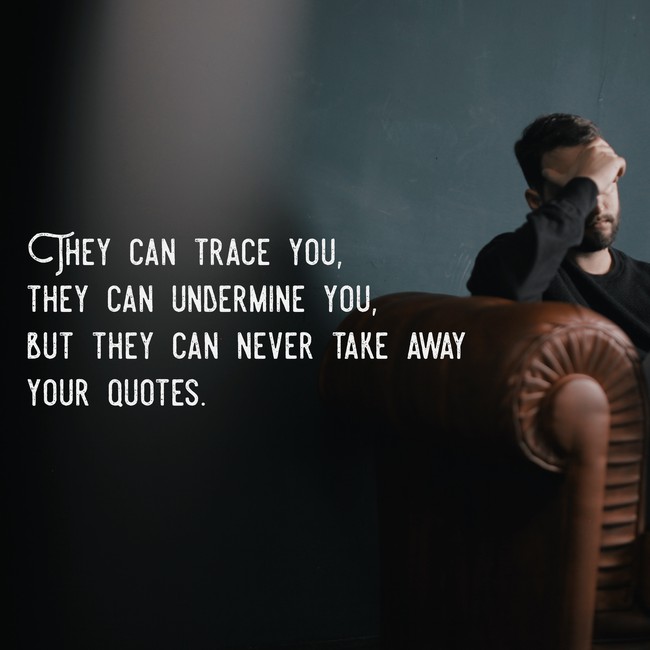 They can trace you,
they can undermine you,
but they can never take away
your quotes.